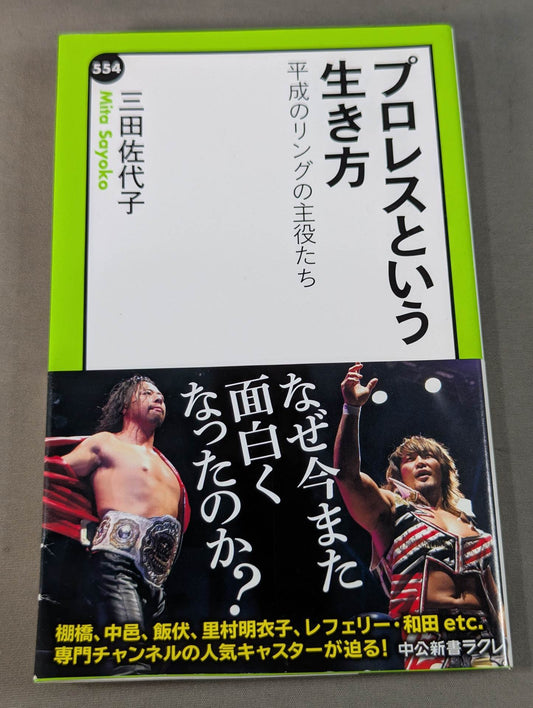 プロレスという
生き方
平成のリングの主役たち
554
三田佐代子
Mita Sayoko
なぜ今また
面白く
なったのか?
棚橋、中邑、飯伏、里村明衣子、レフェリー・和田 etc.
専門チャンネルの人気キャスターが迫る!
中公新書ラクレ